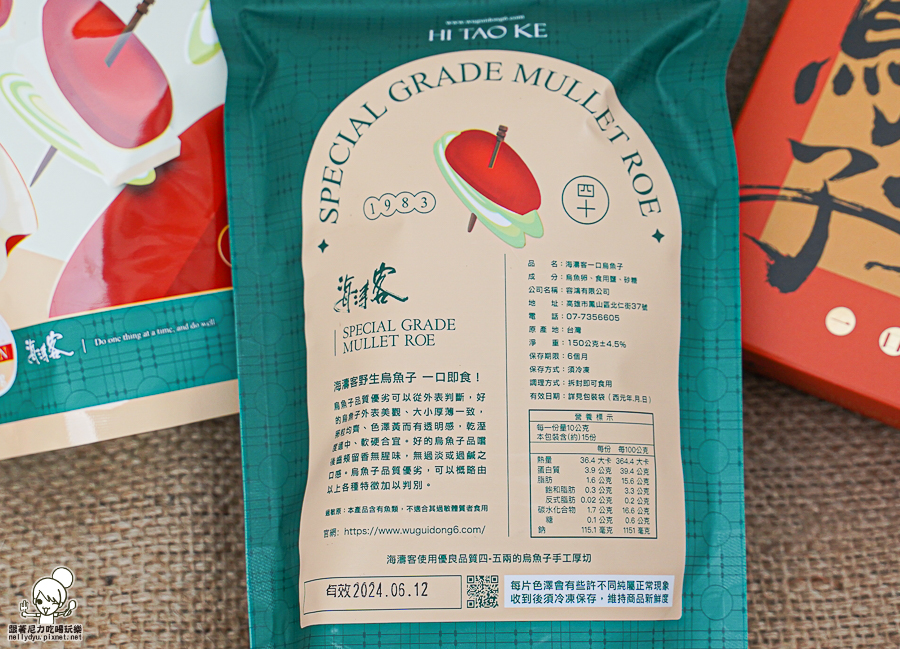 www.wuguidong6.com
HI TAO KE
SPECIAL GRADE MULLET ROE
1983
四十
海濤客
SPECIAL GRADE
MULLET ROE
海濤客野生烏魚子 一口即食！
烏魚子品質優劣可以從外表判斷，好
的烏魚子外表美觀、大小厚薄一致，
顆粒均齊、色澤黃而有透明感，乾溼
度適中、軟硬合宜。好的烏魚子品嚐
後齒頰留香無腥味，無過淡或過鹹之
口感。烏魚子品質優劣，可以概略由
以上各種特徵加以判別。
過敏原：本產品含有魚類，不適合其過敏體質者食用
官網：https://www.wuguidong6.com/
品　　名：海濤客一口烏魚子
成　　分：烏魚卵、食用鹽、砂糖
公司名稱：容鴻有限公司
地　　址：高雄市鳳山區北仁街37號
電　　話：07-7356605
原 產 地：台灣
淨　　重：150公克±4.5%
保存期限：6個月
保存方式：須冷凍
調理方式：拆封即可食用
有效日期：詳見包裝袋（西元年.月.日）
營 養 標 示
每一份量10公克
本包裝含(約)15份
每份 每100公克
熱量 36.4 大卡 364.4 大卡
蛋白質 3.9 公克 39.4 公克
脂肪 1.6 公克 15.6 公克
飽和脂肪 0.3 公克 3.3 公克
反式脂肪 0.02 公克 0.2 公克
碳水化合物 1.7 公克 16.6 公克
糖 0.1 公克 0.6 公克
鈉 115.1 毫克 1151 毫克
海濤客使用優良品質四-五兩的烏魚子手工厚切
有效2024.06.12
每片色澤會有些許不同純屬正常現象
收到後須冷凍保存，維持商品新鮮度
海濤客
Do one thing at a time, and do well
魚子
一
跟著尼力吃喝玩樂
nellydyu.pixnet.net